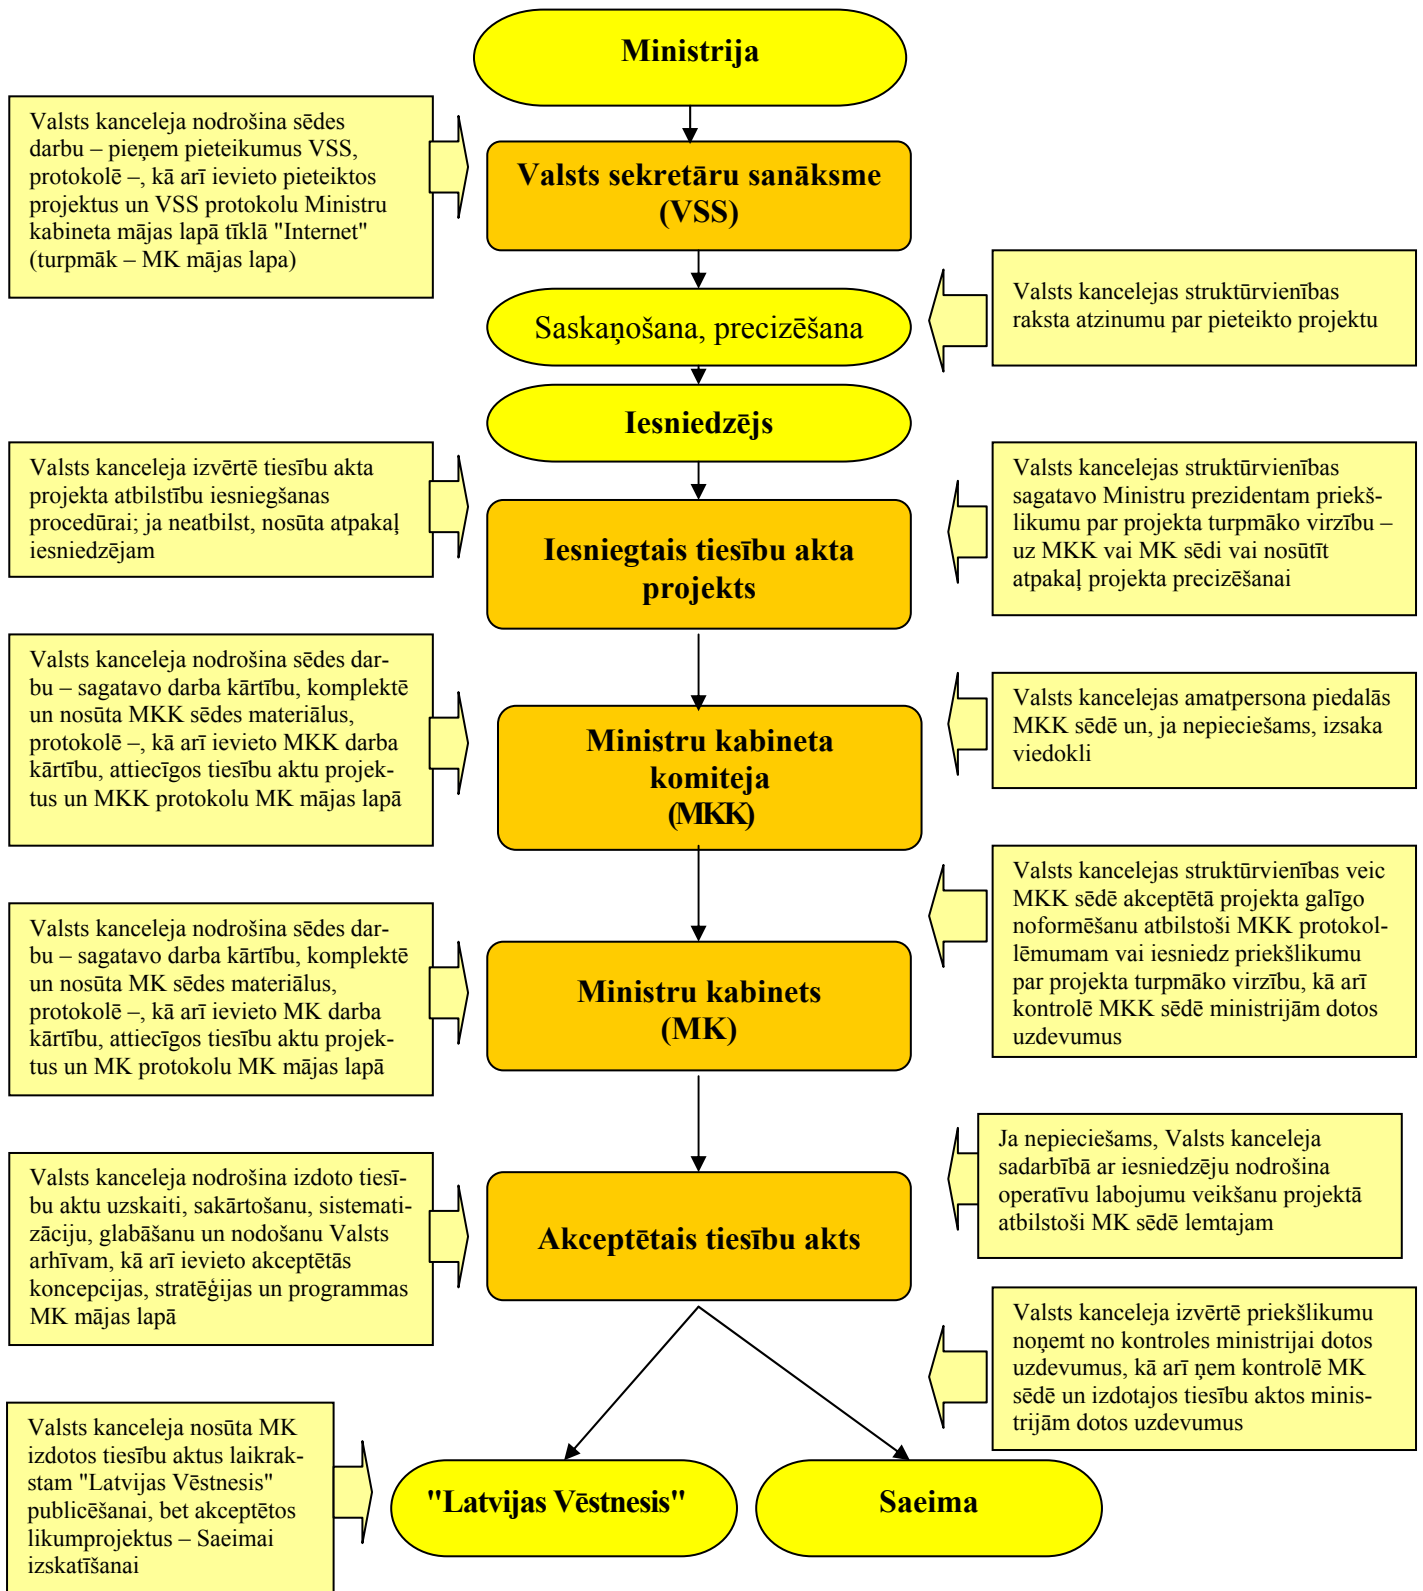 Ministrija
Valsts kanceleja nodrošina sēdes
darbu – pieņem pieteikumus VSS,
protokolē –, kā arī ievieto pieteiktos
projektus un VSS protokolu Ministru
kabineta mājas lapā tīklā "Internet"
(turpmāk – MK mājas lapa)
Valsts sekretāru sanāksme
(VSS)
Valsts kancelejas struktūrvienības
raksta atzinumu par pieteikto projektu
Saskaņošana, precizēšana
Iesniedzējs
Valsts kanceleja izvērtē tiesību akta
projekta atbilstību iesniegšanas
procedūrai; ja neatbilst, nosūta atpakaļ
iesniedzējam
Valsts kancelejas struktūrvienības
sagatavo Ministru prezidentam priekš-
likumu par projekta turpmāko virzību –
uz MKK vai MK sēdi vai nosūtīt
atpakaļ projekta precizēšanai
Iesniegtais tiesību akta
projekts
Valsts kanceleja nodrošina sēdes dar-
bu – sagatavo darba kārtību, komplektē
un nosūta MKK sēdes materiālus,
protokolē –, kā arī ievieto MKK darba
kārtību, attiecīgos tiesību aktu projek-
tus un MKK protokolu MK mājas lapā
Valsts kancelejas amatpersona piedalās
MKK sēdē un, ja nepieciešams, izsaka
viedokli
Ministru kabineta
komiteja
(MKK)
Valsts kancelejas struktūrvienības veic
MKK sēdē akceptētā projekta galīgo
noformēšanu atbilstoši MKK protokol-
lēmumam vai iesniedz priekšlikumu
par projekta turpmāko virzību, kā arī
kontrolē MKK sēdē ministrijām dotos
uzdevumus
Valsts kanceleja nodrošina sēdes dar-
bu – sagatavo darba kārtību, komplektē
un nosūta MK sēdes materiālus,
protokolē –, kā arī ievieto MK darba
kārtību, attiecīgos tiesību aktu projek-
tus un MK protokolu MK mājas lapā
Ministru kabinets
(MK)
Ja nepieciešams, Valsts kanceleja
sadarbībā ar iesniedzēju nodrošina
operatīvu labojumu veikšanu projektā
atbilstoši MK sēdē lemtajam
Valsts kanceleja nodrošina izdoto tiesī-
bu aktu uzskaiti, sakārtošanu, sistemati-
zāciju, glabāšanu un nodošanu Valsts
arhīvam, kā arī ievieto akceptētās
koncepcijas, stratēģijas un programmas
MK mājas lapā
Akceptētais tiesību akts
Valsts kanceleja izvērtē priekšlikumu
noņemt no kontroles ministrijai dotos
uzdevumus, kā arī ņem kontrolē MK
sēdē un izdotajos tiesību aktos minis-
trijām dotos uzdevumus
Valsts kanceleja nosūta MK
izdotos tiesību aktus laikrak-
stam "Latvijas Vēstnesis"
publicēšanai, bet akceptētos
likumprojektus – Saeimai
izskatīšanai
"Latvijas Vēstnesis"
Saeima